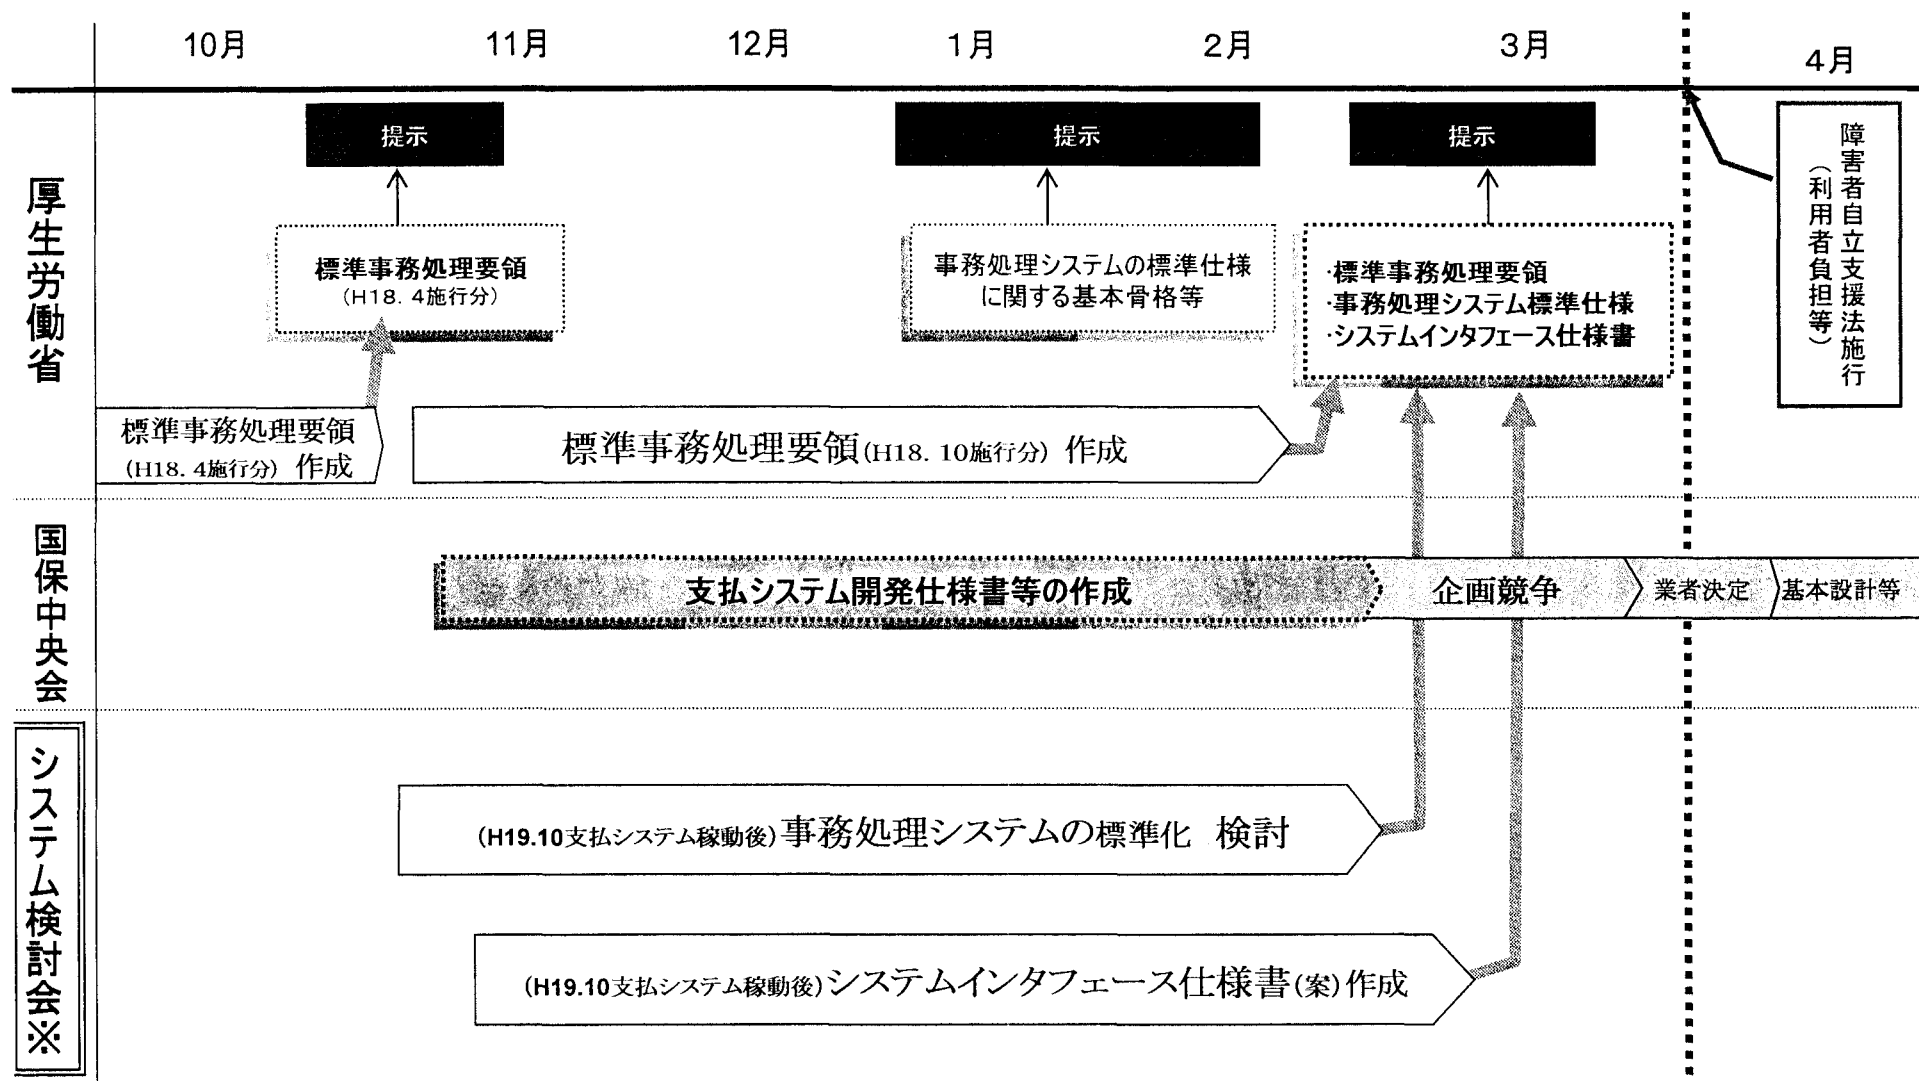 10月
11月
12月
1月
2月
3月
4月
厚生労働省
提示
提示
提示
標準事務処理要領
(H18. 4施行分)
事務処理システムの標準仕様
に関する基本骨格等
・標準事務処理要領
・事務処理システム標準仕様
・システムインタフェース仕様書
障害者自立支援法施行
（利用者負担等）
標準事務処理要領
(H18. 4施行分) 作成
標準事務処理要領(H18. 10施行分) 作成
国保中央会
支払システム開発仕様書等の作成
企画競争
業者決定
基本設計等
システム検討会※
(H19.10支払システム稼動後)事務処理システムの標準化 検討
(H19.10支払システム稼動後)システムインタフェース仕様書(案)作成